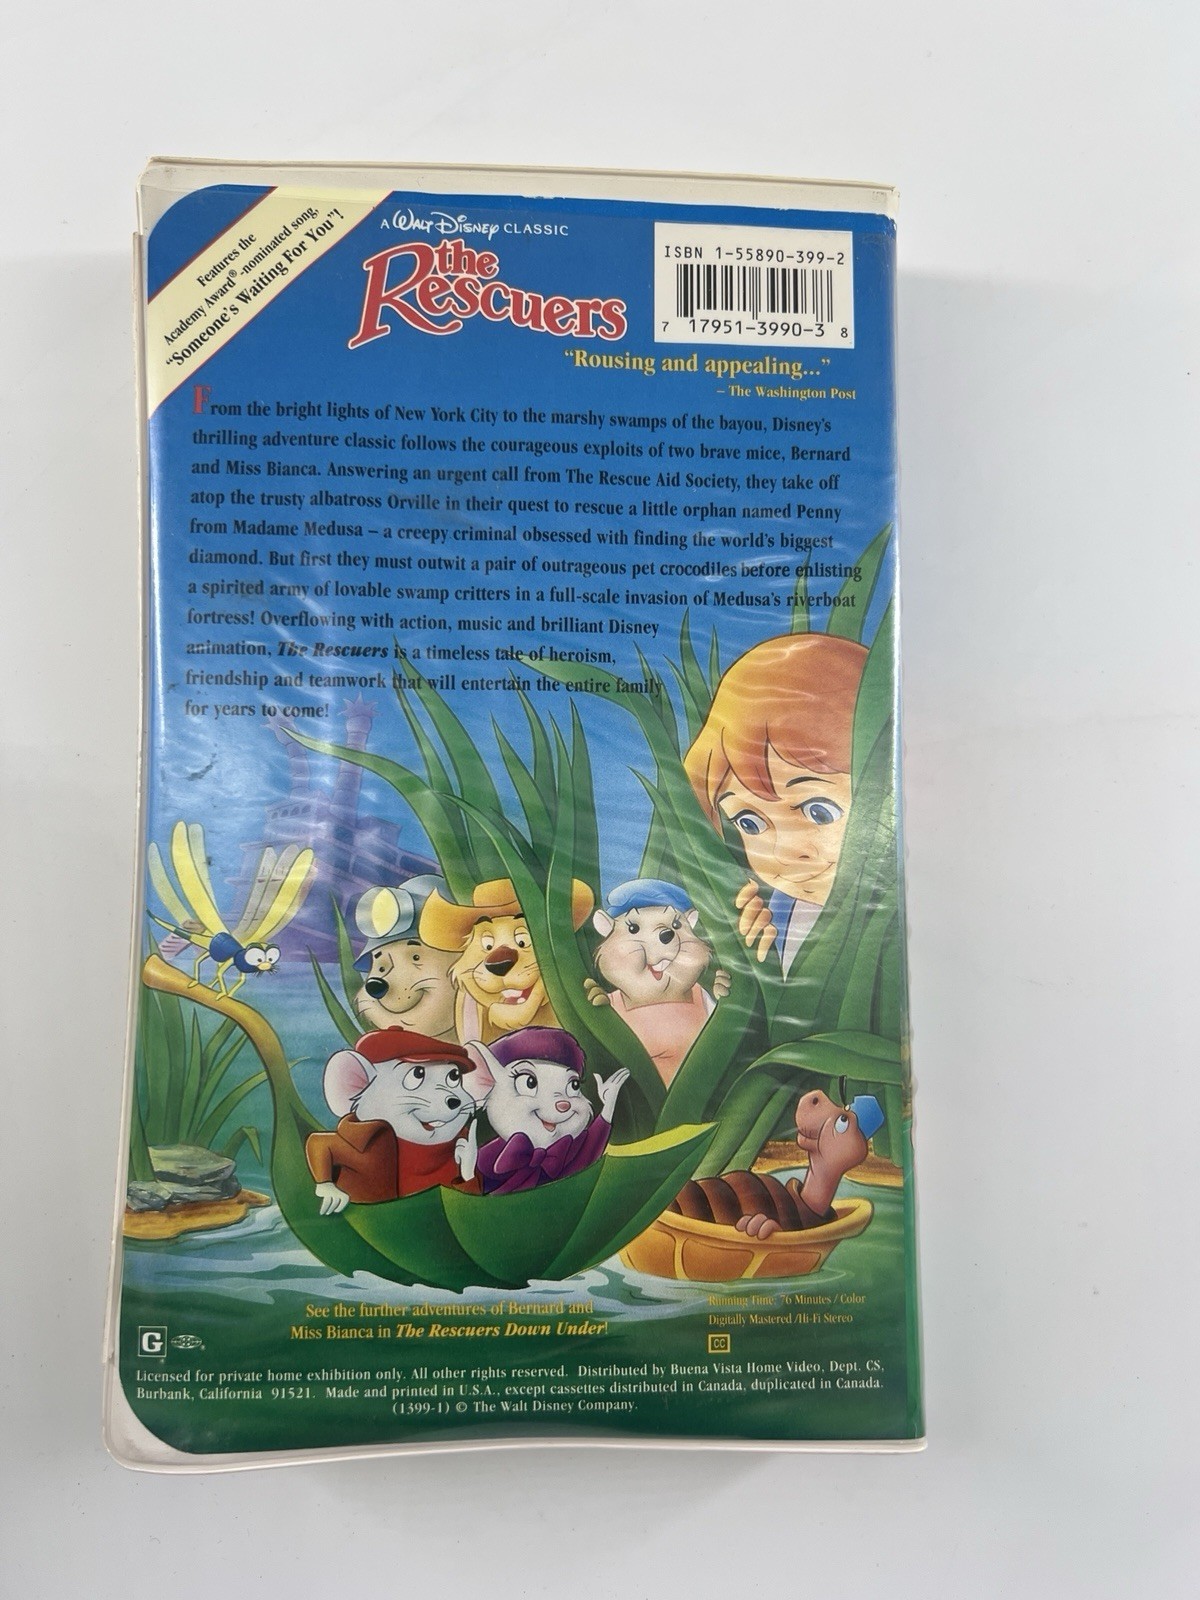 Features the
Academy Award®-nominated song,
"Someone's Waiting For You"!
A WALT DISNEY CLASSIC
the
Rescuers
ISBN 1-55890-399-2
7 17951-3990-3 8
"Rousing and appealing..."
– The Washington Post
From the bright lights of New York City to the marshy swamps of the bayou, Disney's
thrilling adventure classic follows the courageous exploits of two brave mice, Bernard
and Miss Bianca. Answering an urgent call from The Rescue Aid Society, they take off
atop the trusty albatross Orville in their quest to rescue a little orphan named Penny
from Madame Medusa – a creepy criminal obsessed with finding the world's biggest
diamond. But first they must outwit a pair of outrageous pet crocodiles before enlisting
a spirited army of lovable swamp critters in a full-scale invasion of Medusa's riverboat
fortress! Overflowing with action, music and brilliant Disney
animation, The Rescuers is a timeless tale of heroism,
friendship and teamwork that will entertain the entire family
for years to come!
See the further adventures of Bernard and
Miss Bianca in The Rescuers Down Under!
Running Time: 76 Minutes / Color
Digitally Mastered /Hi-Fi Stereo
CC
G
Licensed for private home exhibition only. All other rights reserved. Distributed by Buena Vista Home Video, Dept. CS,
Burbank, California 91521. Made and printed in U.S.A., except cassettes distributed in Canada, duplicated in Canada.
(1399-1) © The Walt Disney Company.